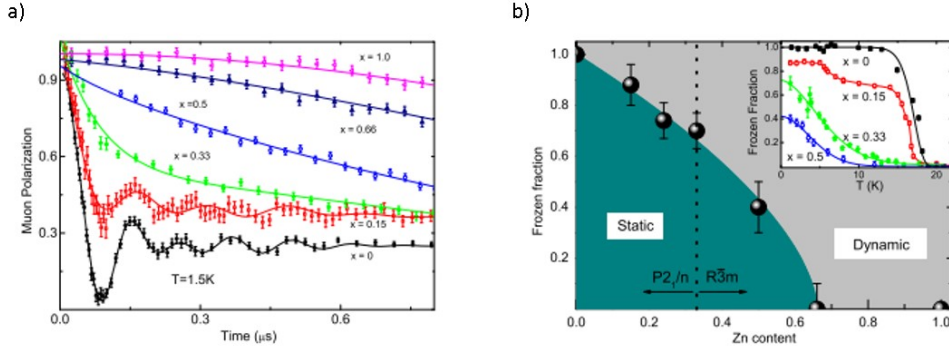 a)
0.9
0.6
0.3
Muon Polarization
x = 1.0
x =0.5
x = 0.66
x = 0.33
x = 0.15
x = 0
T=1.5K
0.0 0.3 0.6
Time (μs)
b)
1.0
0.8
0.6
0.4
0.2
Frozen fraction
Static
Dynamic
P2₁/n R3̅m
0.0 0.2 0.4 0.6 0.8 1.0
Zn content
1.0
0.8
0.6
0.4
0.2
Frozen Fraction
x = 0
x = 0.15
x = 0.33
x = 0.5
0 5 10 15 20
T (K)